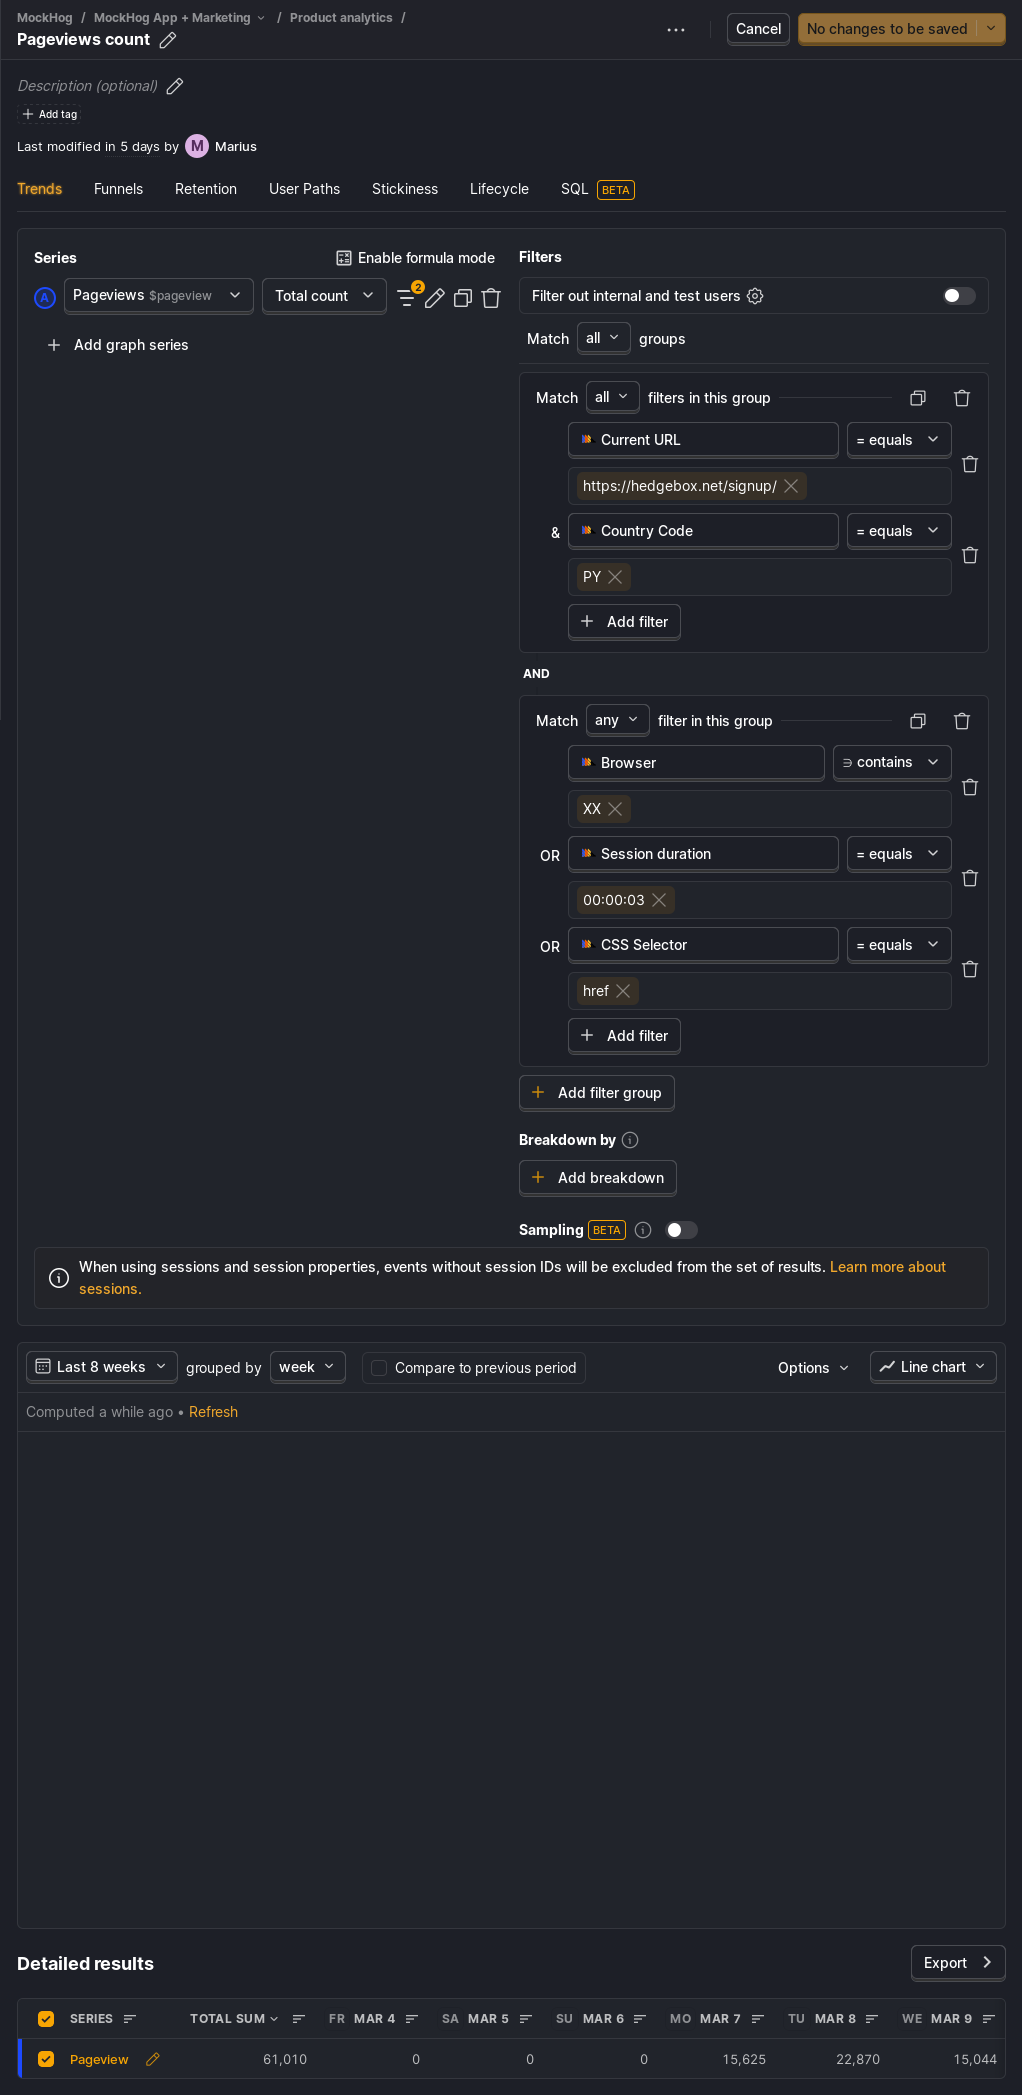 MockHog / MockHog App + Marketing / Product analytics /
Pageviews count
Cancel
No changes to be saved
Description (optional)
Add tag
Last modified in 5 days by M Marius
Trends Funnels Retention User Paths Stickiness Lifecycle SQL BETA
Series
Enable formula mode
A Pageviews $pageview Total count 2
Add graph series
Filters
Filter out internal and test users
Match all groups
Match all filters in this group
Current URL = equals
https://hedgebox.net/signup/
& Country Code = equals
PY
Add filter
AND
Match any filter in this group
Browser ∋ contains
XX
OR Session duration = equals
00:00:03
OR CSS Selector = equals
href
Add filter
Add filter group
Breakdown by
Add breakdown
Sampling BETA
When using sessions and session properties, events without session IDs will be excluded from the set of results. Learn more about
sessions.
Last 8 weeks grouped by week Compare to previous period Options Line chart
Computed a while ago • Refresh
Detailed results
Export
SERIES TOTAL SUM FR MAR 4 SA MAR 5 SU MAR 6 MO MAR 7 TU MAR 8 WE MAR 9
Pageview 61,010 0 0 0 15,625 22,870 15,044